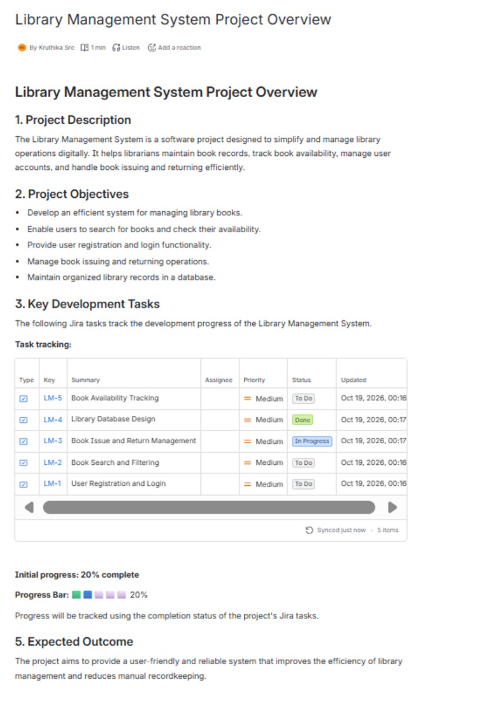 Library Management System Project Overview
By Kruthika Sre 1 min Listen Add a reaction
Library Management System Project Overview
1. Project Description
The Library Management System is a software project designed to simplify and manage library
operations digitally. It helps librarians maintain book records, track book availability, manage user
accounts, and handle book issuing and returning efficiently.
2. Project Objectives
• Develop an efficient system for managing library books.
• Enable users to search for books and check their availability.
• Provide user registration and login functionality.
• Manage book issuing and returning operations.
• Maintain organized library records in a database.
3. Key Development Tasks
The following Jira tasks track the development progress of the Library Management System.
Task tracking:
Type Key Summary Assignee Priority Status Updated
LM-5 Book Availability Tracking Medium To Do Oct 19, 2026, 00:16
LM-4 Library Database Design Medium Done Oct 19, 2026, 00:17
LM-3 Book Issue and Return Management Medium In Progress Oct 19, 2026, 00:17
LM-2 Book Search and Filtering Medium To Do Oct 19, 2026, 00:16
LM-1 User Registration and Login Medium To Do Oct 19, 2026, 00:16
Synced just now · 5 items
Initial progress: 20% complete
Progress Bar: 20%
Progress will be tracked using the completion status of the project's Jira tasks.
5. Expected Outcome
The project aims to provide a user-friendly and reliable system that improves the efficiency of library
management and reduces manual recordkeeping.